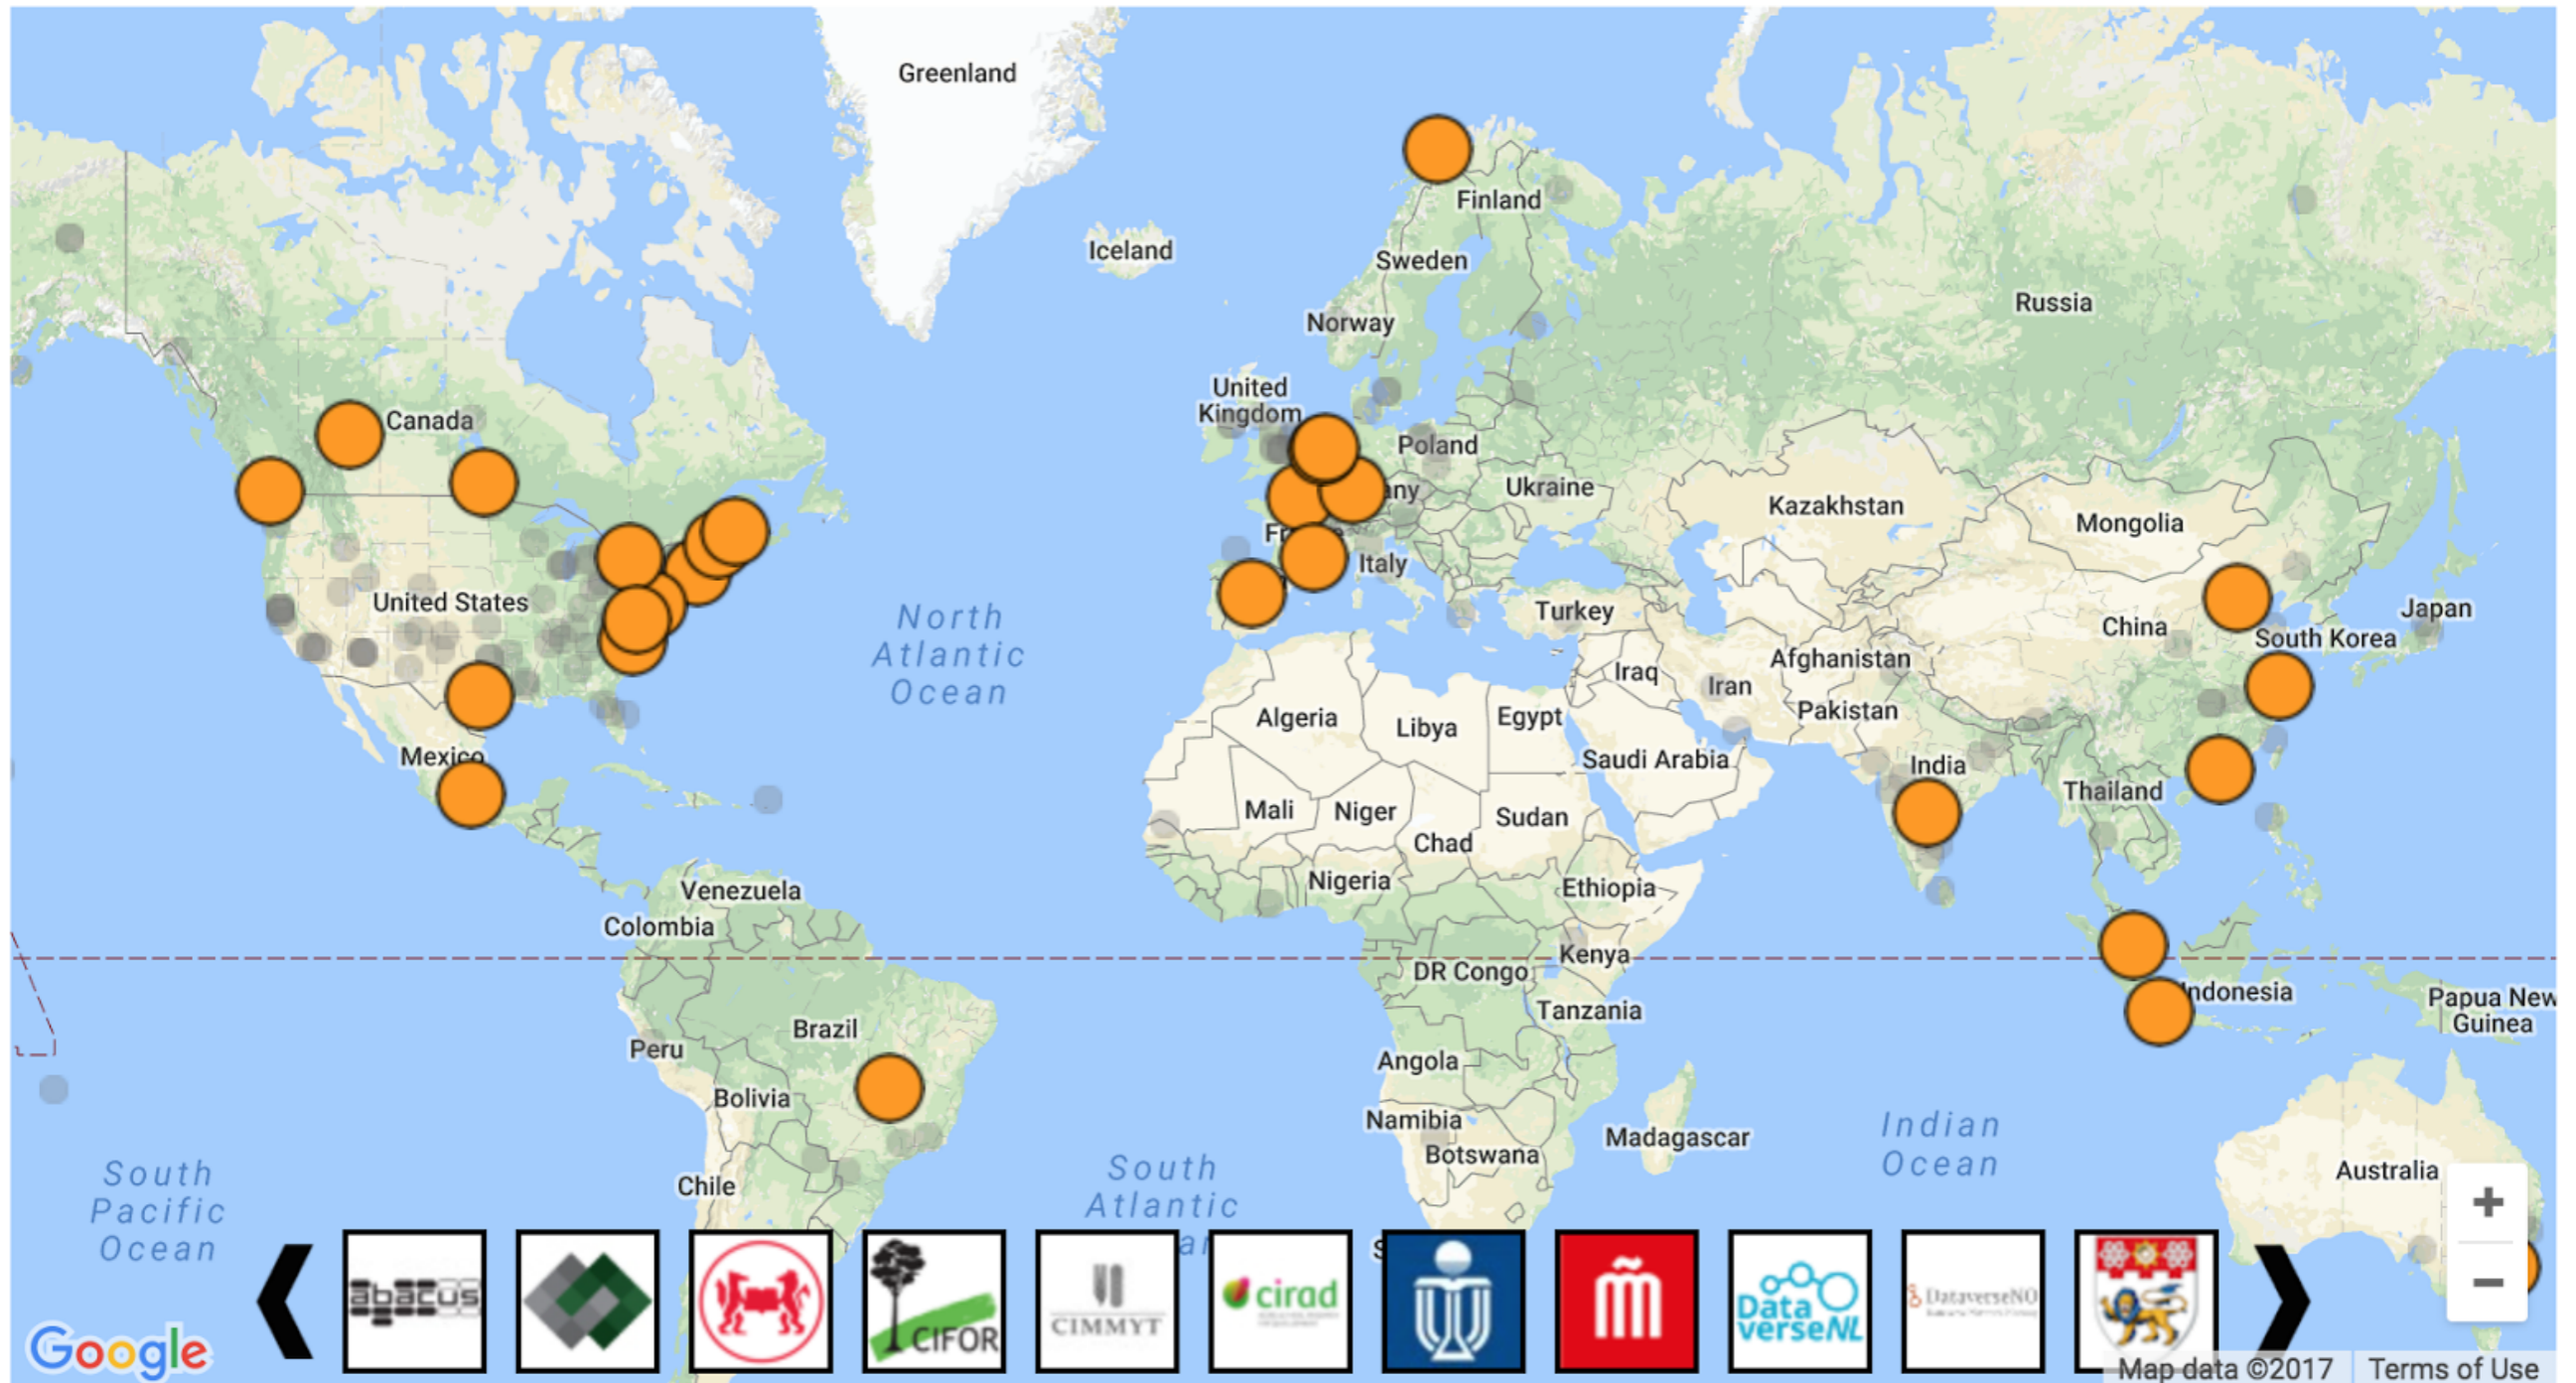 Greenland
Iceland
Finland
Sweden
Norway
Russia
United
Kingdom
Canada
Poland
Ukraine
Kazakhstan
Mongolia
Italy
United States
Turkey
Japan
China
South Korea
North
Atlantic
Ocean
Afghanistan
Iraq
Iran
Pakistan
Algeria
Libya
Egypt
Saudi Arabia
Mexico
India
Thailand
Mali
Niger
Sudan
Chad
Nigeria
Ethiopia
Venezuela
Colombia
Kenya
DR Congo
Indonesia
Papua New
Guinea
Tanzania
Brazil
Peru
Angola
Bolivia
Namibia
Madagascar
Botswana
Indian
Ocean
Australia
Chile
South
Pacific
Ocean
South
Atlantic
abacus
CIFOR
CIMMYT
cirad
Data
verseNL
DataverseNO
Google
Map data ©2017
Terms of Use